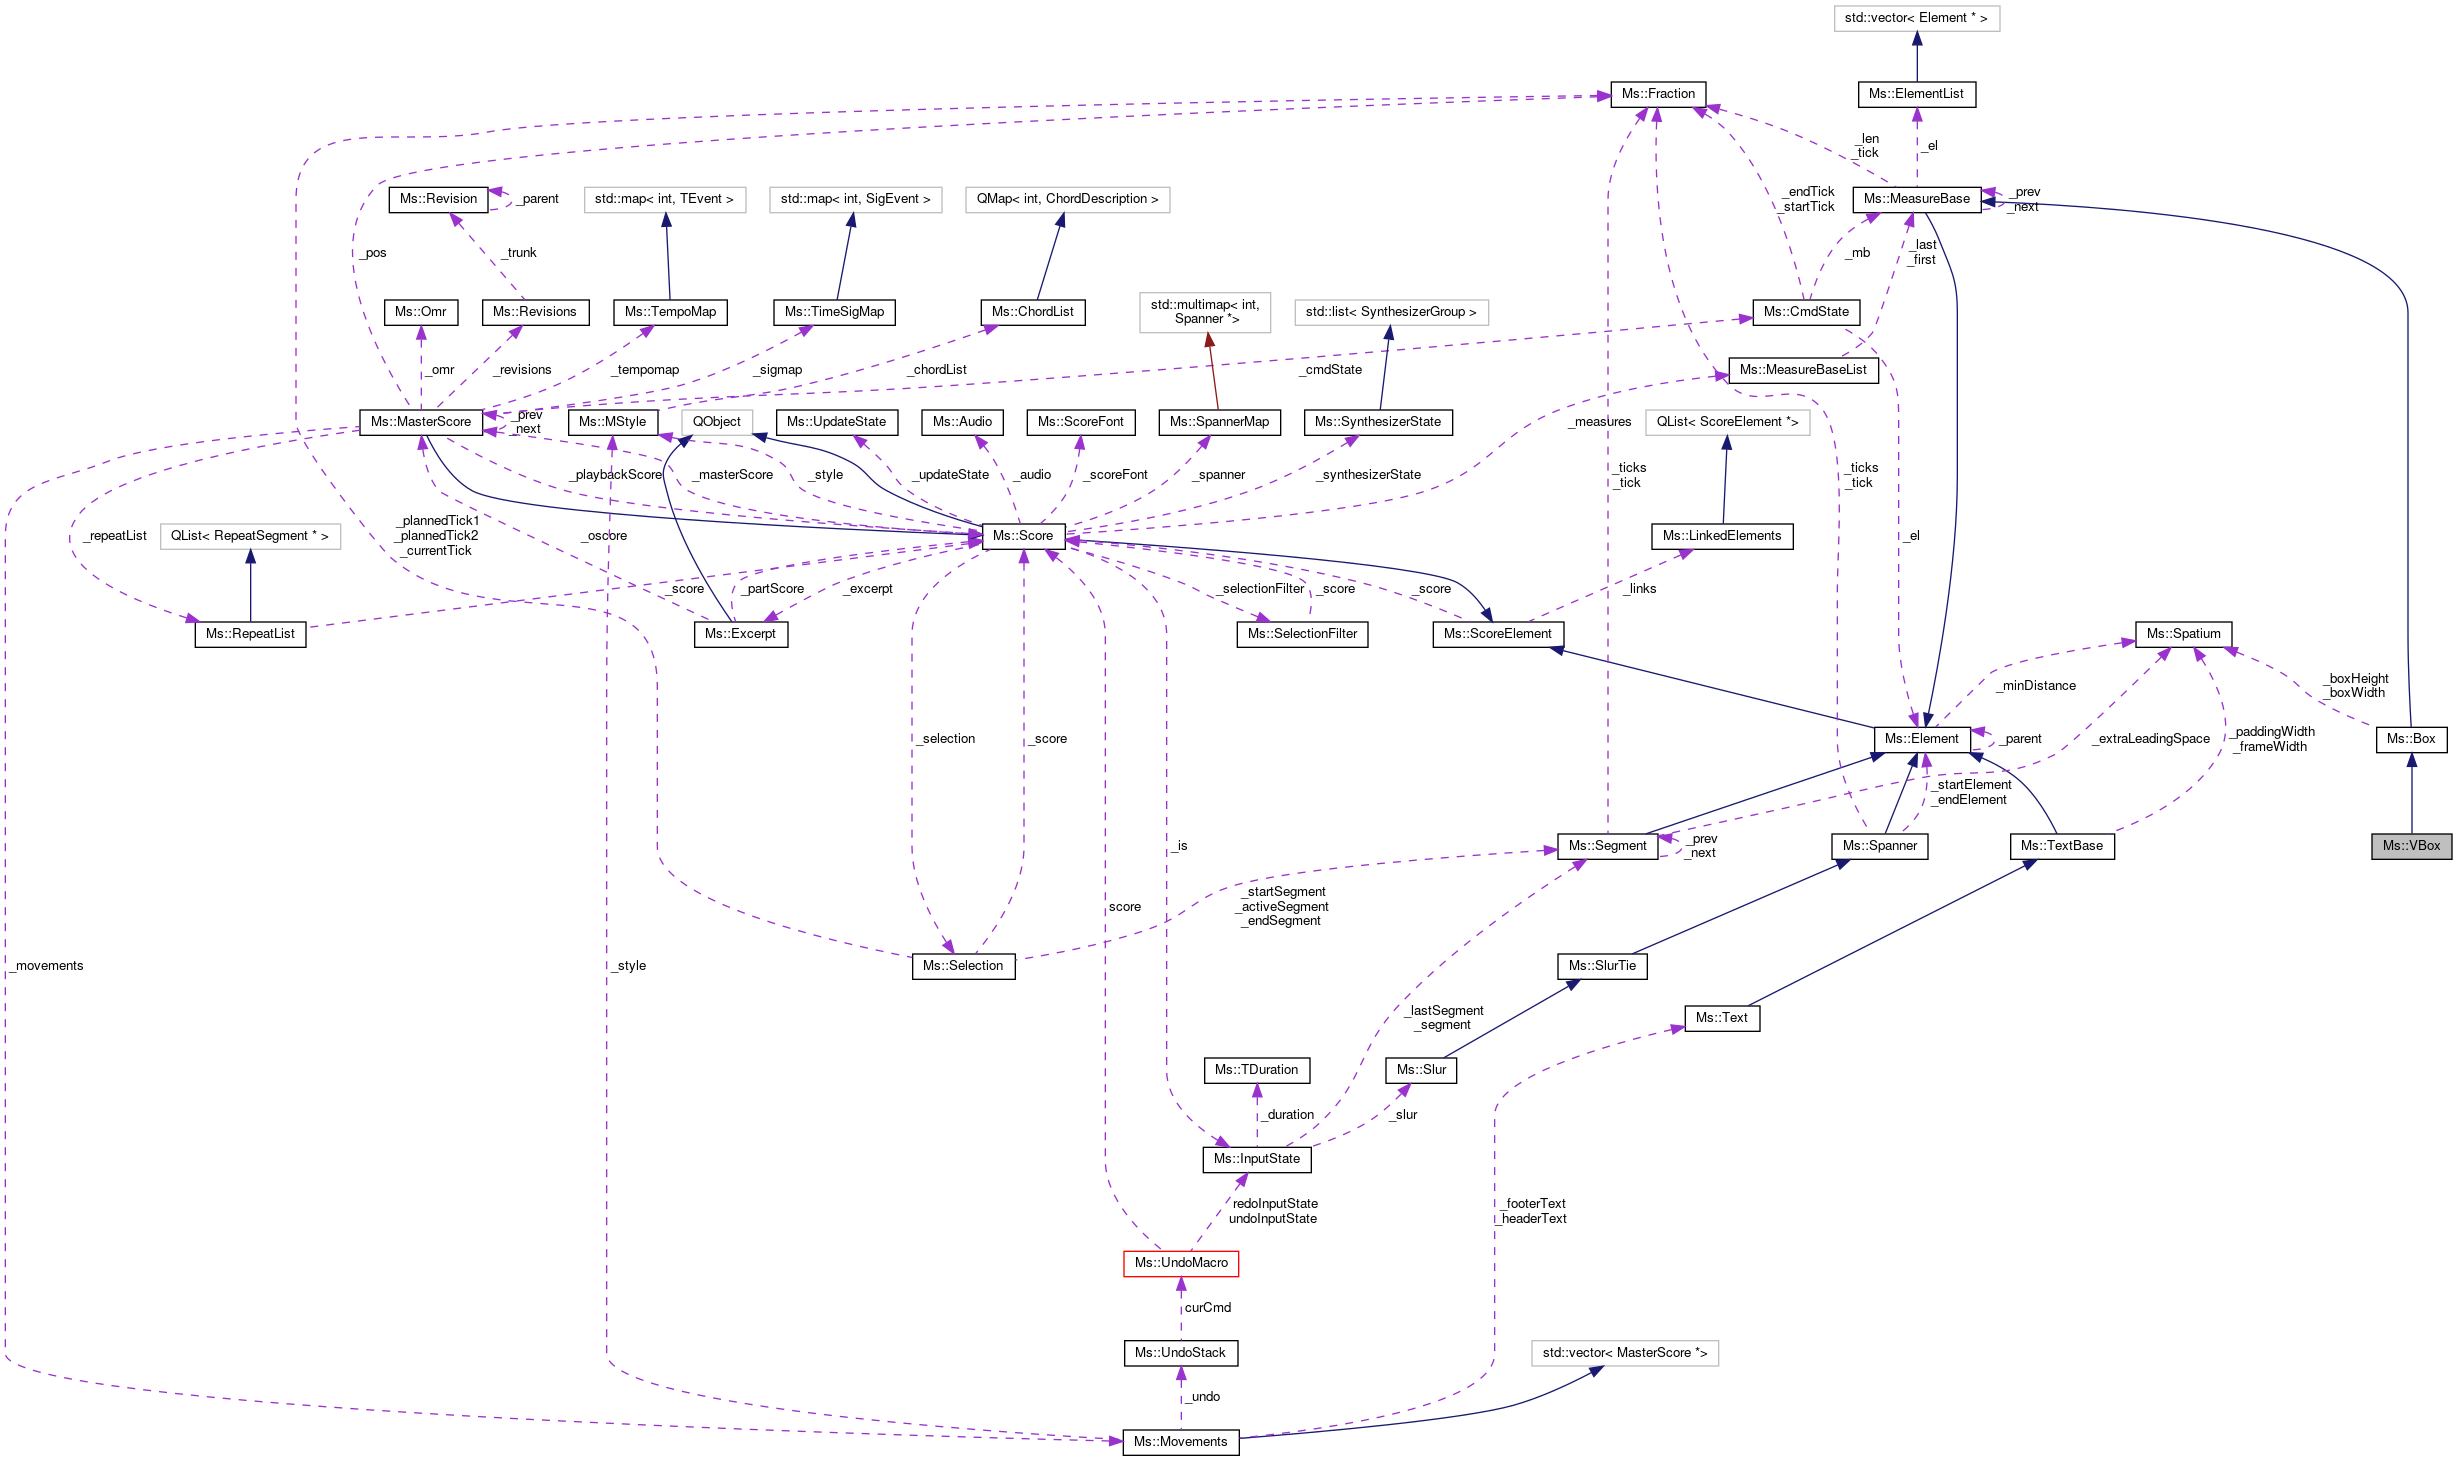 std::vector< Element * >
Ms::Fraction
Ms::ElementList
_len
_tick
_el
Ms::Revision
_parent
std::map< int, TEvent >
std::map< int, SigEvent >
QMap< int, ChordDescription >
_endTick
_startTick
Ms::MeasureBase
_prev
_next
_pos
_trunk
_mb
_last
_first
Ms::Omr
Ms::Revisions
Ms::TempoMap
Ms::TimeSigMap
Ms::ChordList
std::multimap< int,
Spanner *>
std::list< SynthesizerGroup >
Ms::CmdState
_omr
_revisions
_tempomap
_sigmap
_chordList
_cmdState
Ms::MeasureBaseList
Ms::MasterScore
_prev
_next
Ms::MStyle
QObject
Ms::UpdateState
Ms::Audio
Ms::ScoreFont
Ms::SpannerMap
Ms::SynthesizerState
_measures
QList< ScoreElement *>
_playbackScore
_masterScore
_style
_updateState
_audio
_scoreFont
_spanner
_synthesizerState
_ticks
_tick
_ticks
_tick
_repeatList
QList< RepeatSegment * >
_plannedTick1
_plannedTick2
_currentTick
_oscore
Ms::Score
Ms::LinkedElements
_el
_score
_partScore
_excerpt
_selectionFilter
_score
_score
_links
Ms::RepeatList
Ms::Excerpt
Ms::SelectionFilter
Ms::ScoreElement
Ms::Spatium
_minDistance
_boxHeight
_boxWidth
_selection
_score
Ms::Element
_parent
_extraLeadingSpace
_paddingWidth
_frameWidth
Ms::Box
_startElement
_endElement
_is
Ms::Segment
_prev
_next
Ms::Spanner
Ms::TextBase
Ms::VBox
score
_startSegment
_activeSegment
_endSegment
_movements
_style
Ms::Selection
Ms::SlurTie
_lastSegment
_segment
Ms::Text
Ms::TDuration
Ms::Slur
_duration
_slur
Ms::InputState
redoInputState
undoInputState
_footerText
_headerText
Ms::UndoMacro
curCmd
Ms::UndoStack
std::vector< MasterScore *>
_undo
Ms::Movements